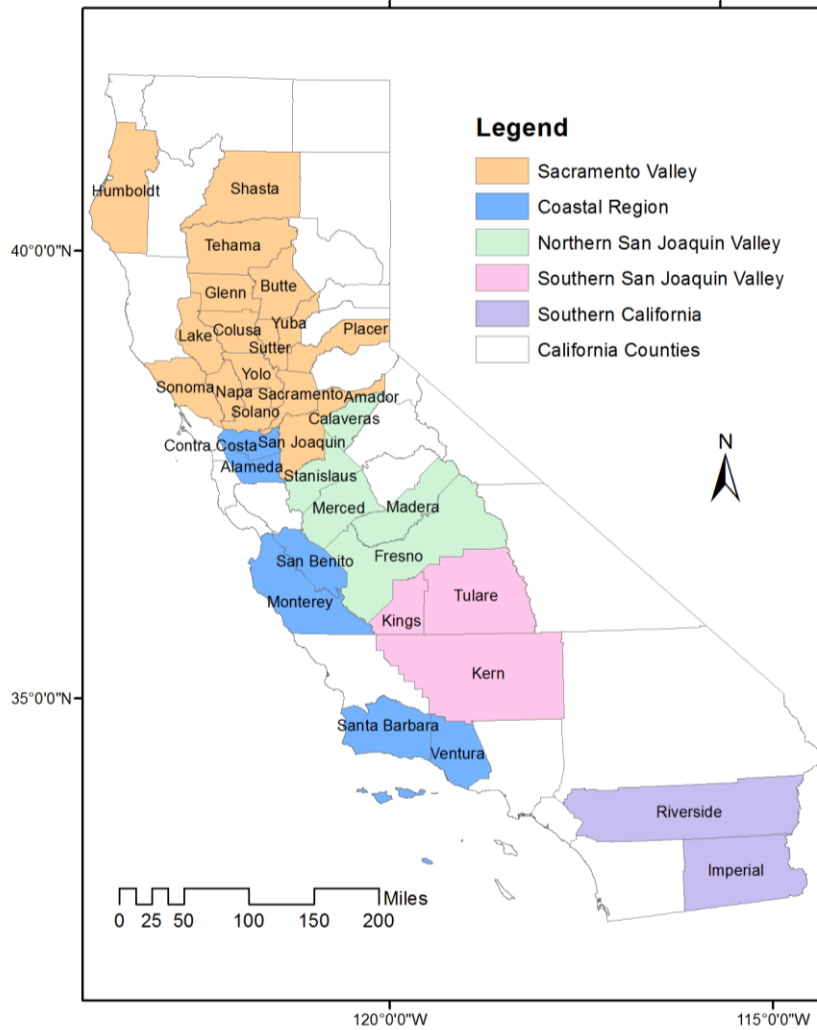 Legend
Sacramento Valley
Coastal Region
Northern San Joaquin Valley
Southern San Joaquin Valley
Southern California
California Counties
Humboldt
Shasta
Tehama
40°0'0"N
Glenn
Butte
Lake
Colusa
Yuba
Placer
Sutter
Yolo
Sonoma
Napa
Sacramento
Amador
Solano
Calaveras
Contra Costa
San Joaquin
Alameda
Stanislaus
Merced
Madera
N
San Benito
Fresno
Monterey
Kings
Tulare
Kern
35°0'0"N
Santa Barbara
Ventura
Riverside
Imperial
Miles
0 25 50 100 150 200
120°0'0"W
115°0'0"W